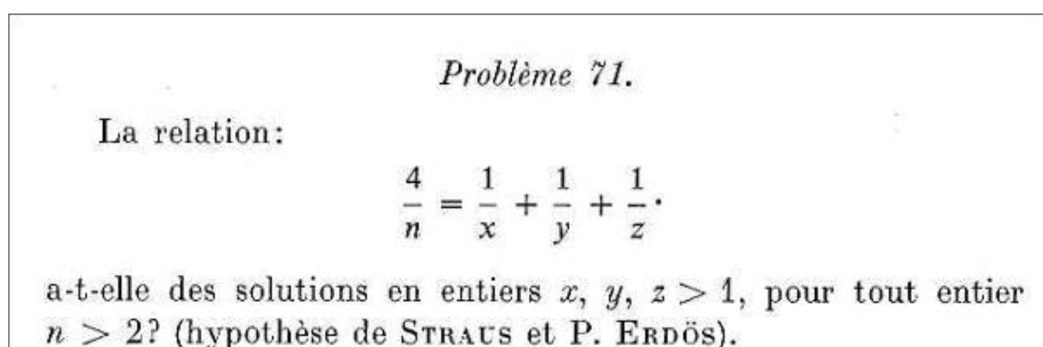 Problème 71.
La relation:
4/n = 1/x + 1/y + 1/z.
a-t-elle des solutions en entiers x, y, z > 1, pour tout entier
n > 2? (hypothèse de STRAUS et P. ERDÖS).